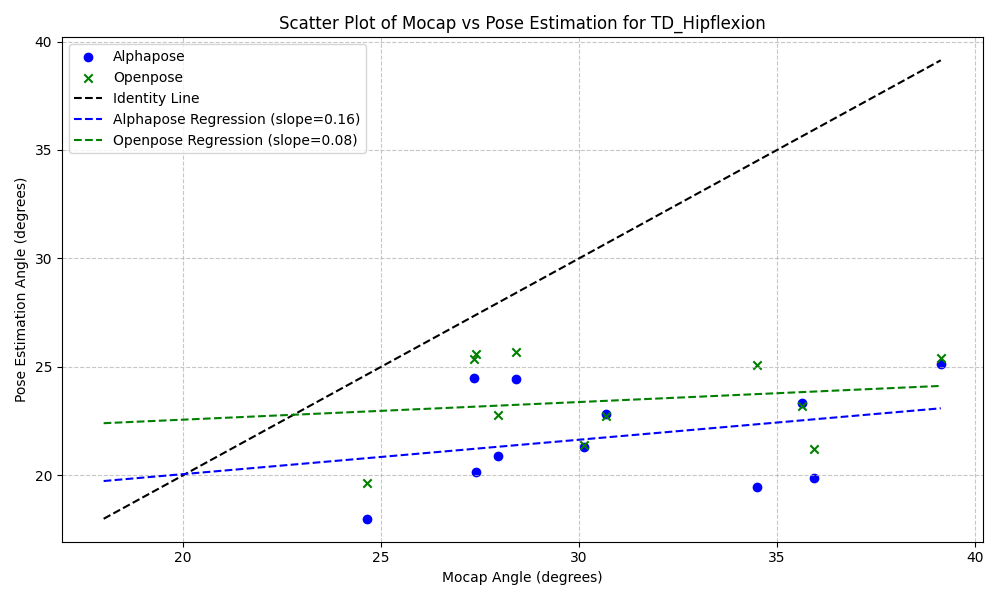 Scatter Plot of Mocap vs Pose Estimation for TD_Hipflexion
Alphapose
Openpose
Identity Line
Alphapose Regression (slope=0.16)
Openpose Regression (slope=0.08)
Pose Estimation Angle (degrees)
40
35
30
25
20
20
25
30
35
40
Mocap Angle (degrees)